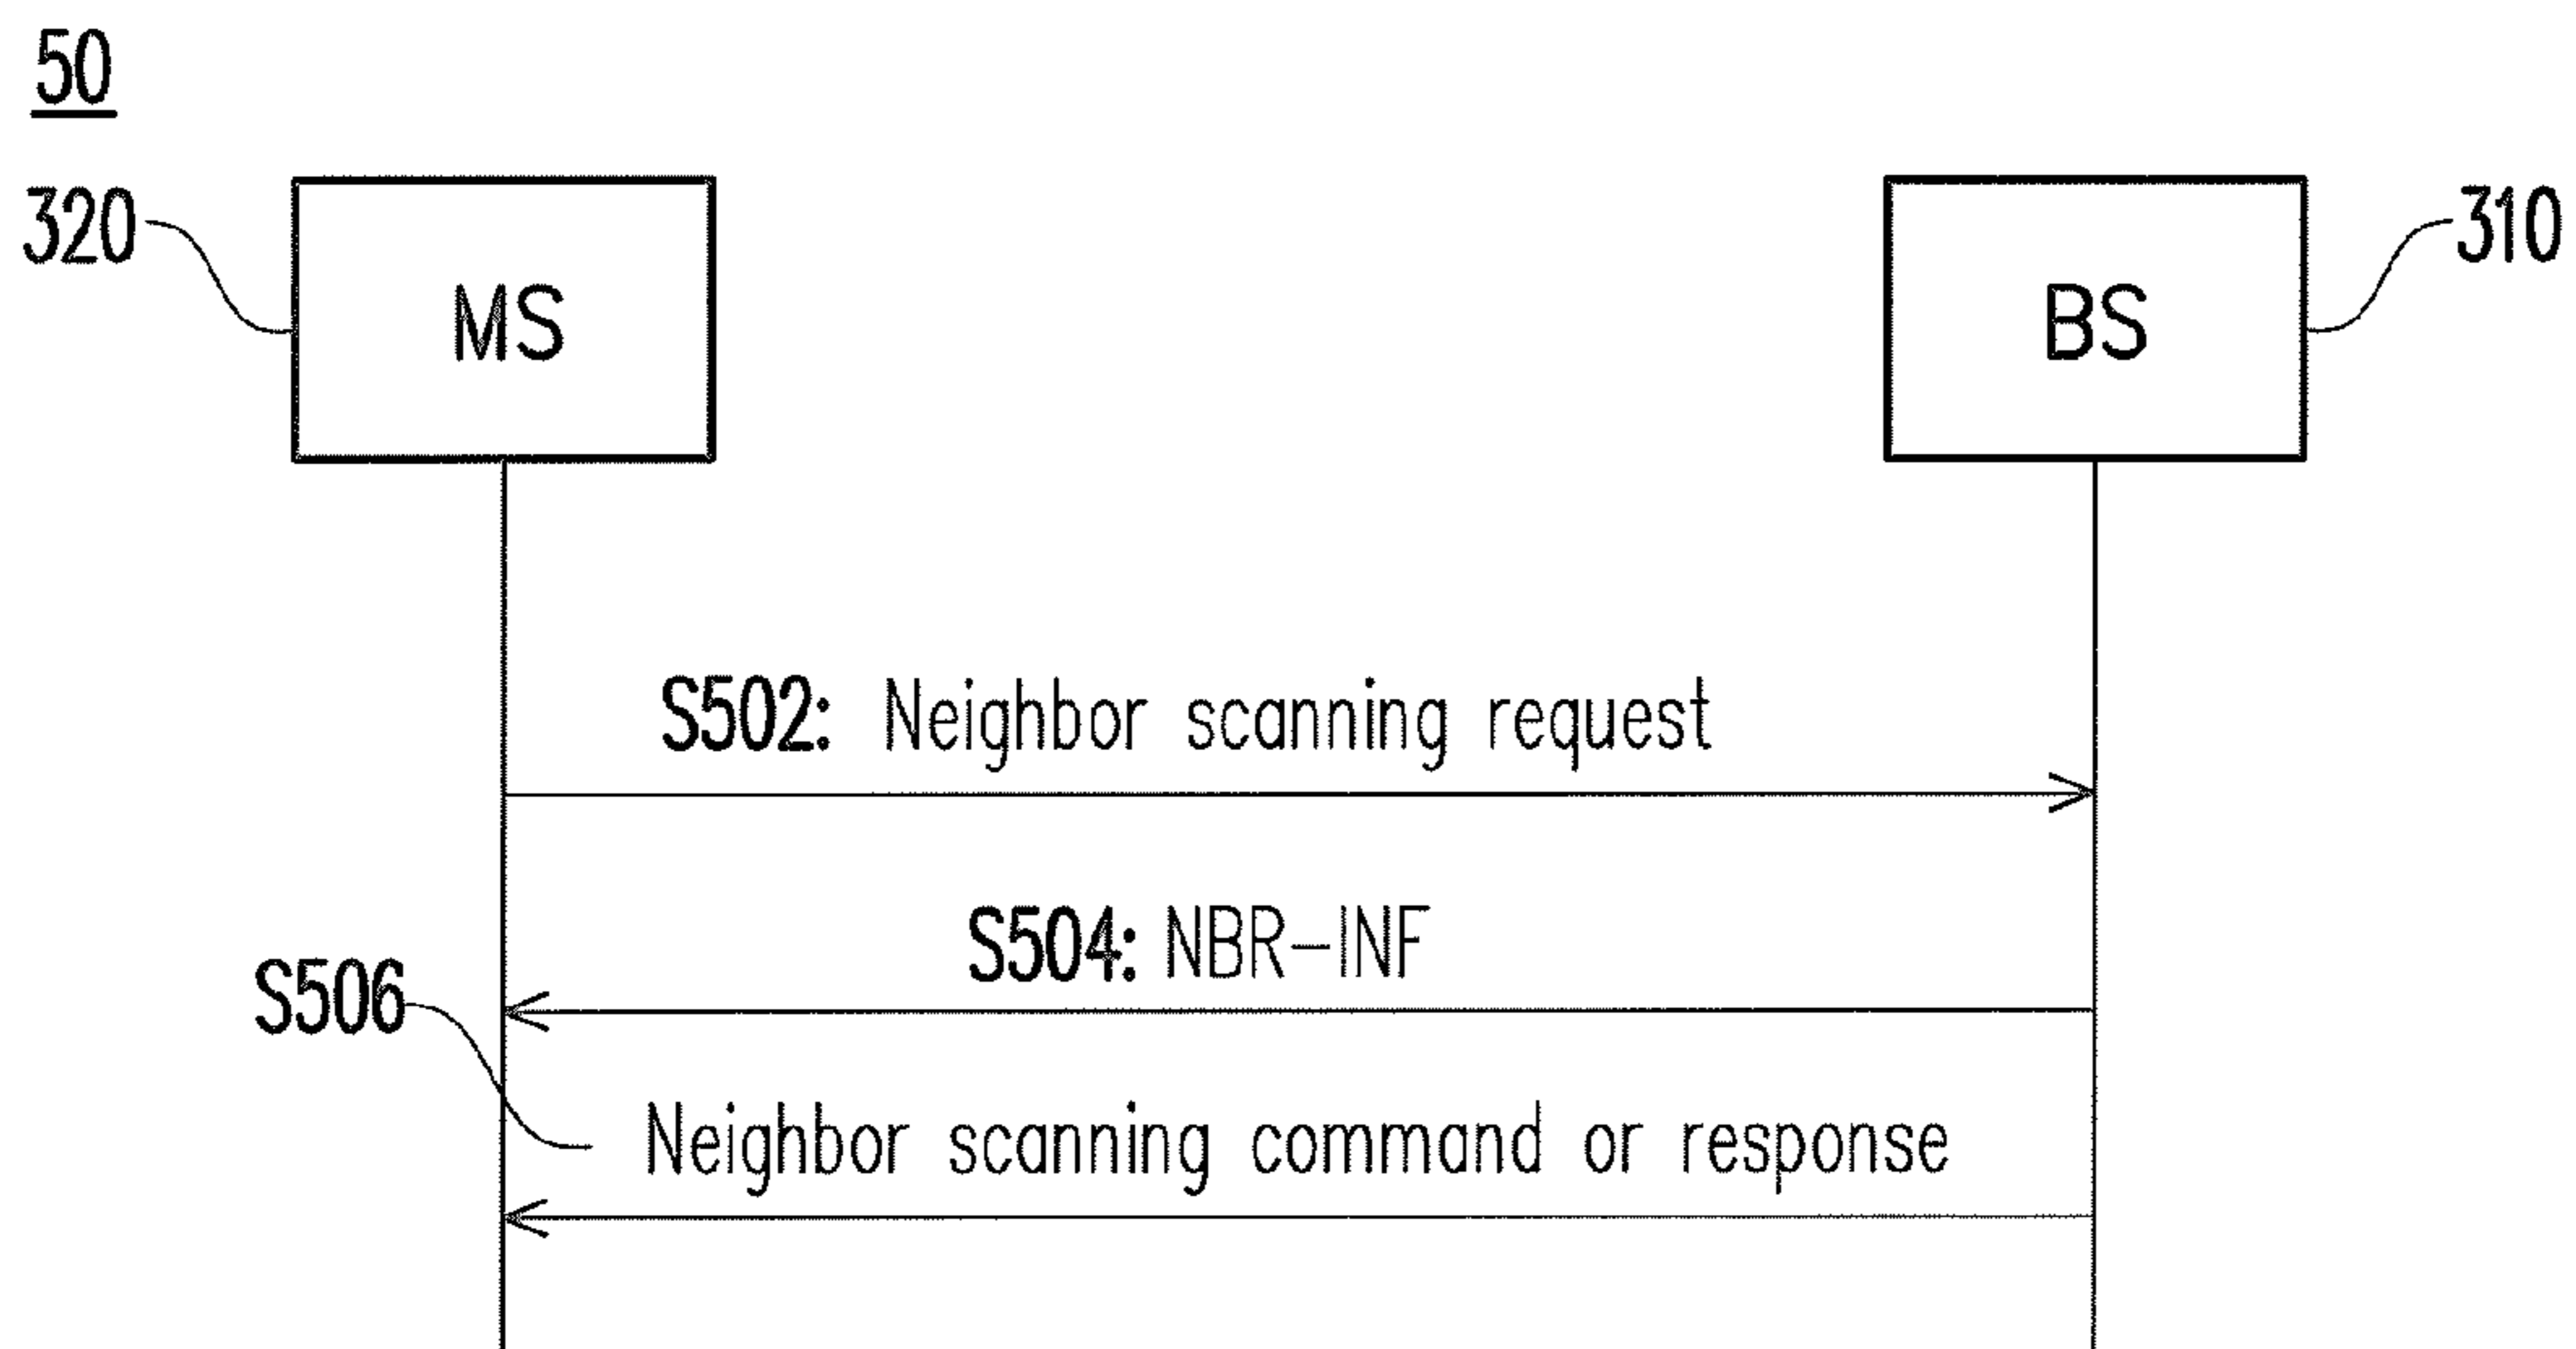 50
320
MS
BS
310
S502: Neighbor scanning request
S504: NBR-INF
S506
Neighbor scanning command or response